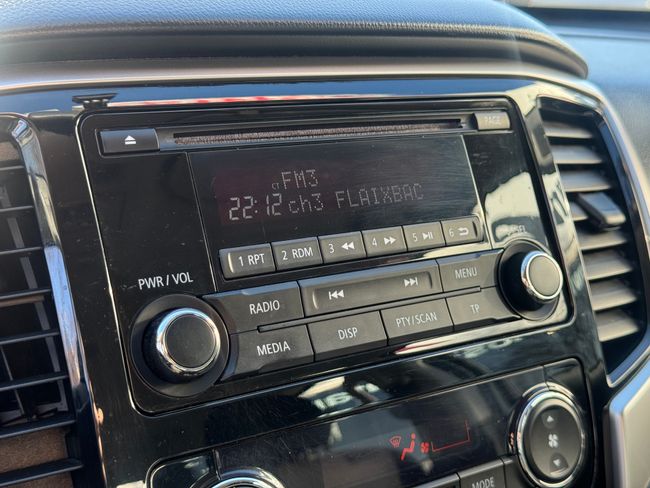 PAGE
FM3
22:12 ch3 FLAIXBAC
1 RPT 2 RDM 3 4 5 6
PWR / VOL
RADIO MENU
MEDIA DISP PTY/SCAN TP
MODE